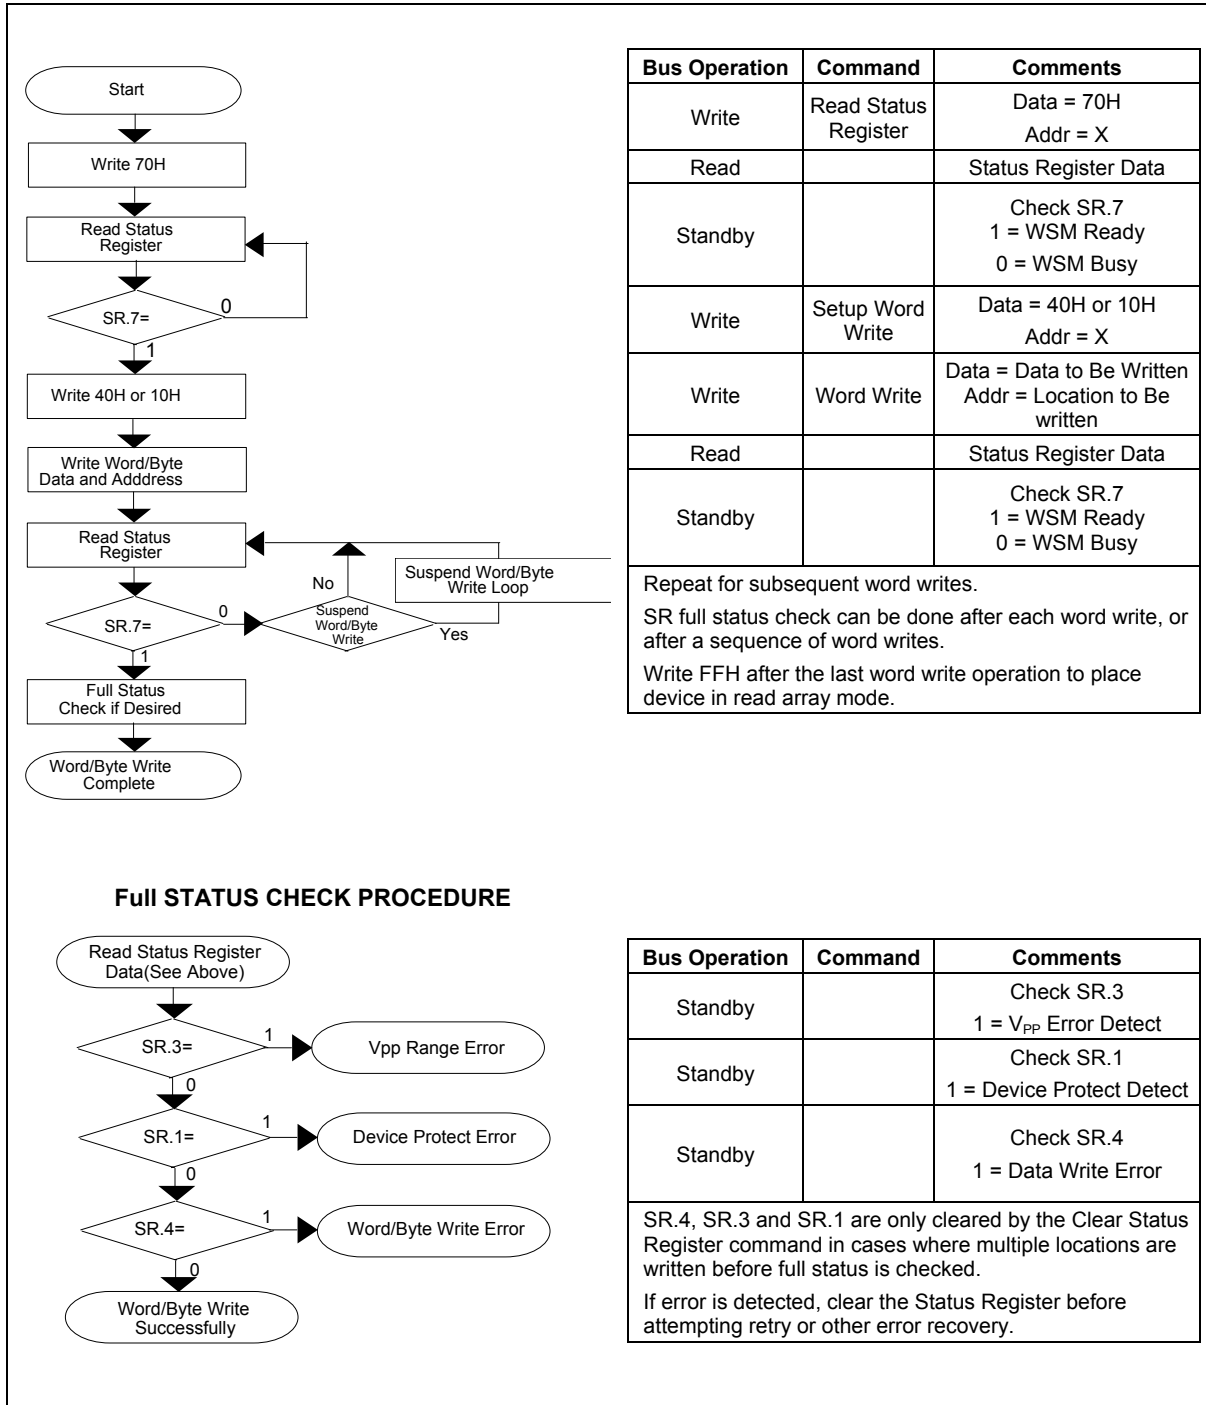 Start
Write 70H
Read Status
Register
SR.7=
0
1
Write 40H or 10H
Write Word/Byte
Data and Adddress
Read Status
Register
SR.7=
0
1
Suspend
Word/Byte
Write
No
Yes
Suspend Word/Byte
Write Loop
Full Status
Check if Desired
Word/Byte Write
Complete
Bus Operation Command Comments
Write Read Status Register Data = 70H
Addr = X
Read Status Register Data
Standby Check SR.7
1 = WSM Ready
0 = WSM Busy
Write Setup Word Write Data = 40H or 10H
Addr = X
Write Word Write Data = Data to Be Written
Addr = Location to Be
written
Read Status Register Data
Standby Check SR.7
1 = WSM Ready
0 = WSM Busy
Repeat for subsequent word writes.
SR full status check can be done after each word write, or
after a sequence of word writes.
Write FFH after the last word write operation to place
device in read array mode.
Full STATUS CHECK PROCEDURE
Read Status Register
Data(See Above)
SR.3=
1
Vpp Range Error
0
SR.1=
1
Device Protect Error
0
SR.4=
1
Word/Byte Write Error
0
Word/Byte Write
Successfully
Bus Operation Command Comments
Standby Check SR.3
1 = VPP Error Detect
Standby Check SR.1
1 = Device Protect Detect
Standby Check SR.4
1 = Data Write Error
SR.4, SR.3 and SR.1 are only cleared by the Clear Status
Register command in cases where multiple locations are
written before full status is checked.
If error is detected, clear the Status Register before
attempting retry or other error recovery.